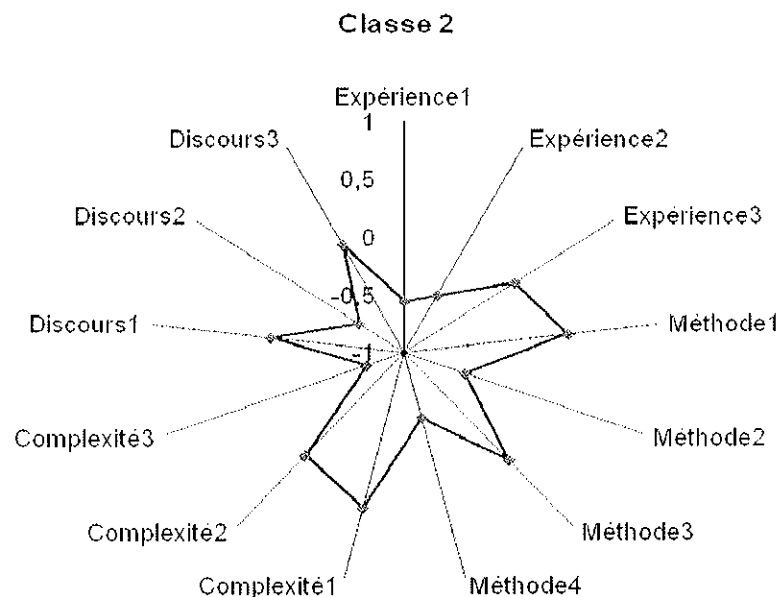 Classe 2
Expérience1
1
Discours3
Expérience2
0,5
Discours2
Expérience3
0
-0,5
Discours1
Méthode1
-1
Complexité3
Méthode2
Complexité2
Méthode3
Complexité1
Méthode4